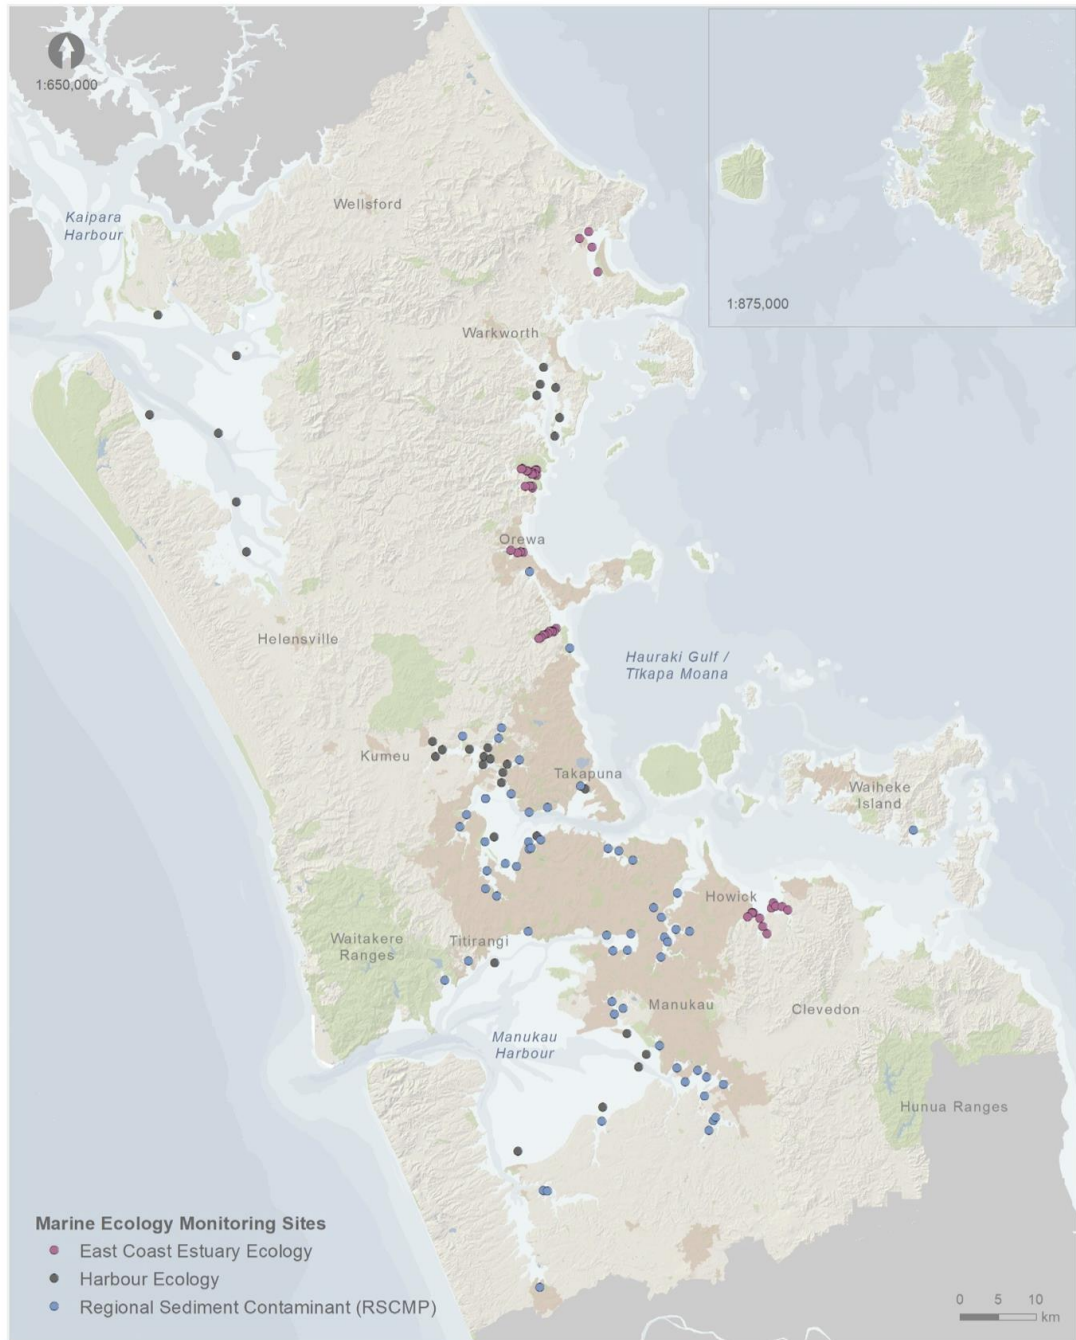 1:650,000
Kaipara
Harbour
Wellsford
1:875,000
Warkworth
Orewa
Helensville
Hauraki Gulf /
Tīkapa Moana
Kumeu
Takapuna
Waiheke
Island
Howick
Waitakere
Ranges
Titirangi
Manukau
Clevedon
Manukau
Harbour
Hunua Ranges
Marine Ecology Monitoring Sites
East Coast Estuary Ecology
Harbour Ecology
Regional Sediment Contaminant (RSCMP)
0 5 10
km